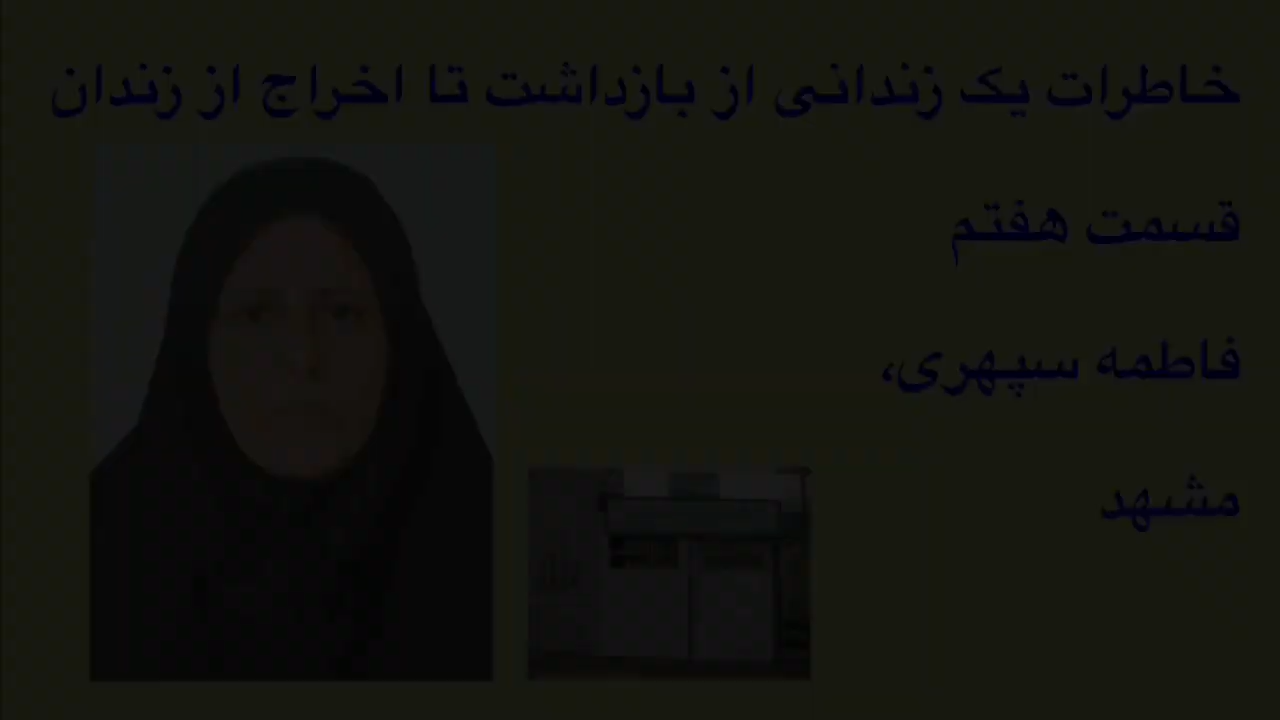 خاطرات یک زندانی از بازداشت تا اخراج از زندان
قسمت هفتم
فاطمه سپهری،
مشهد